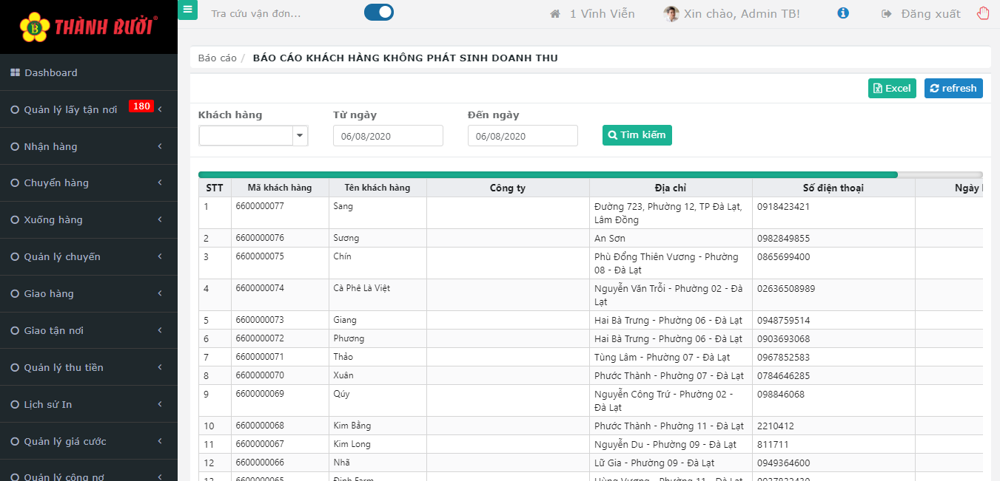 THÀNH BƯỞI
B
Tra cứu vận đơn...
1 Vĩnh Viễn
Xin chào, Admin TB!
Đăng xuất
Dashboard
Quản lý lấy tận nơi 180
Nhận hàng
Chuyển hàng
Xuống hàng
Quản lý chuyến
Giao hàng
Giao tận nơi
Quản lý thu tiền
Lịch sử In
Quản lý giá cước
Quản lý công nợ
Báo cáo / BÁO CÁO KHÁCH HÀNG KHÔNG PHÁT SINH DOANH THU
Excel refresh
Khách hàng Từ ngày Đến ngày
06/08/2020 06/08/2020 Tìm kiếm
STT Mã khách hàng Tên khách hàng Công ty Địa chỉ Số điện thoại Ngày
1 6600000077 Sang Đường 723, Phường 12, TP Đà Lạt, 0918423421
Lâm Đồng
2 6600000076 Sương An Sơn 0982849855
3 6600000075 Chín Phù Đổng Thiên Vương - Phường 0865699400
08 - Đà Lạt
4 6600000074 Cà Phê Là Việt Nguyễn Văn Trỗi - Phường 02 - Đà 02636508989
Lạt
5 6600000073 Giang Hai Bà Trưng - Phường 06 - Đà Lạt 0948759514
6 6600000072 Phương Hai Bà Trưng - Phường 06 - Đà Lạt 0903693068
7 6600000071 Thảo Tùng Lâm - Phường 07 - Đà Lạt 0967852583
8 6600000070 Xuân Phước Thành - Phường 07 - Đà Lạt 0784646285
9 6600000069 Qúy Nguyễn Công Trứ - Phường 02 - 098846068
Đà Lạt
10 6600000068 Kim Bằng Phước Thành - Phường 11 - Đà Lạt 2210412
11 6600000067 Kim Long Nguyễn Du - Phường 09 - Đà Lạt 811711
12 6600000066 Nhã Lữ Gia - Phường 09 - Đà Lạt 0949364600
13 6600000065 Định Farm Hùng Vương - Phường 11 - Đà Lạt